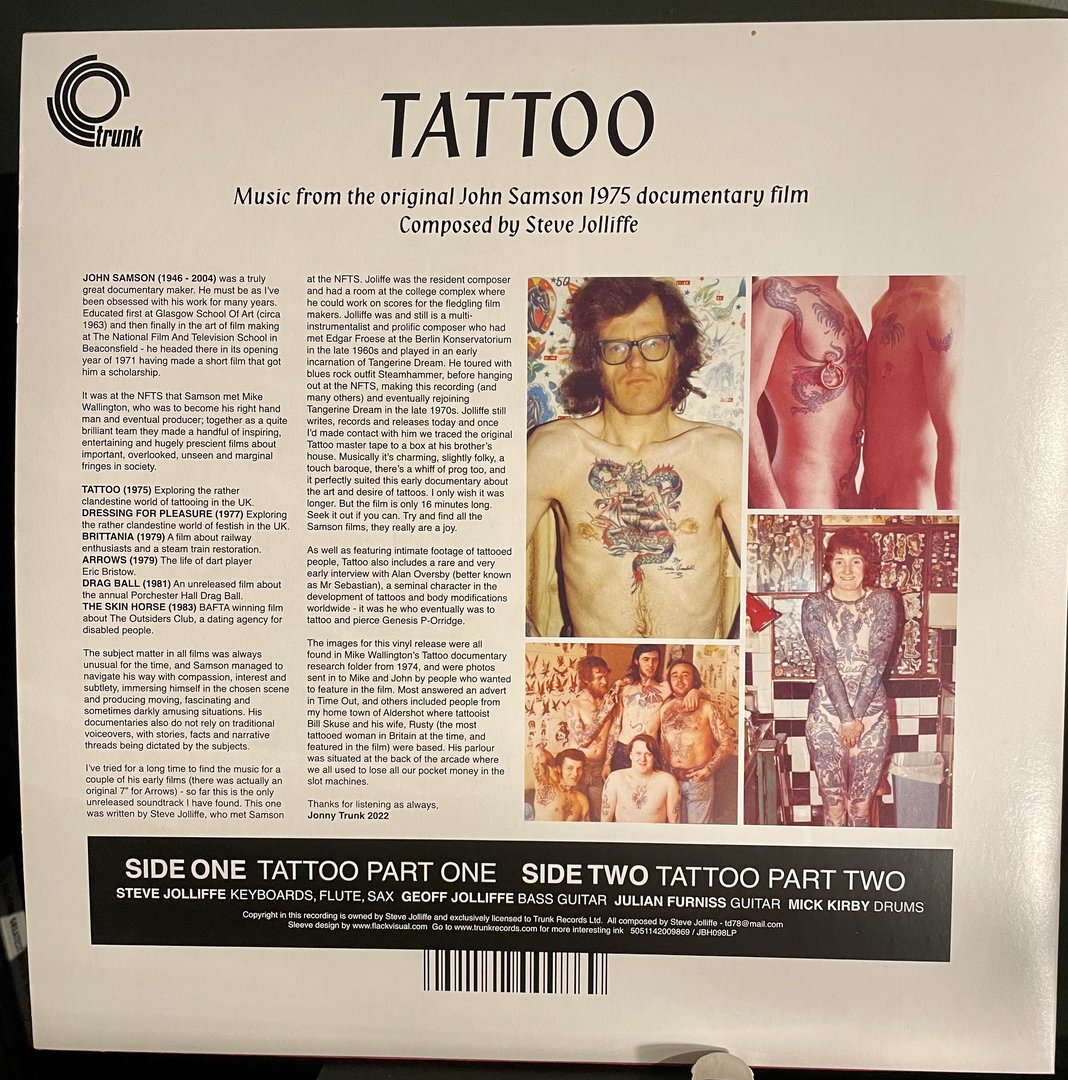 trunk
TATTOO
Music from the original John Samson 1975 documentary film
Composed by Steve Jolliffe
JOHN SAMSON (1946 - 2004) was a truly
great documentary maker. He must be as I've
been obsessed with his work for many years.
Educated first at Glasgow School Of Art (circa
1963) and then finally in the art of film making
at The National Film And Television School in
Beaconsfield - he headed there in its opening
year of 1971 having made a short film that got
him a scholarship.
It was at the NFTS that Samson met Mike
Wallington, who was to become his right hand
man and eventual producer; together as a quite
brilliant team they made a handful of inspiring,
entertaining and hugely prescient films about
important, overlooked, unseen and marginal
fringes in society.
TATTOO (1975) Exploring the rather
clandestine world of tattooing in the UK.
DRESSING FOR PLEASURE (1977) Exploring
the rather clandestine world of festish in the UK.
BRITTANIA (1979) A film about railway
enthusiasts and a steam train restoration.
ARROWS (1979) The life of dart player
Eric Bristow.
DRAG BALL (1981) An unreleased film about
the annual Porchester Hall Drag Ball.
THE SKIN HORSE (1983) BAFTA winning film
about The Outsiders Club, a dating agency for
disabled people.
The subject matter in all films was always
unusual for the time, and Samson managed to
navigate his way with compassion, interest and
subtlety, immersing himself in the chosen scene
and producing moving, fascinating and
sometimes darkly amusing situations. His
documentaries also do not rely on traditional
voiceovers, with stories, facts and narrative
threads being dictated by the subjects.
I've tried for a long time to find the music for a
couple of his early films (there was actually an
original 7" for Arrows) - so far this is the only
unreleased soundtrack I have found. This one
was written by Steve Jolliffe, who met Samson
at the NFTS. Joliffe was the resident composer
and had a room at the college complex where
he could work on scores for the fledgling film
makers. Jolliffe was and still is a multi-
instrumentalist and prolific composer who had
met Edgar Froese at the Berlin Konservatorium
in the late 1960s and played in an early
incarnation of Tangerine Dream. He toured with
blues rock outfit Steamhammer, before hanging
out at the NFTS, making this recording (and
many others) and eventually rejoining
Tangerine Dream in the late 1970s. Jolliffe still
writes, records and releases today and once
I'd made contact with him we traced the original
Tattoo master tape to a box at his brother's
house. Musically it's charming, slightly folky, a
touch baroque, there's a whiff of prog too, and
it perfectly suited this early documentary about
the art and desire of tattoos. I only wish it was
longer. But the film is only 16 minutes long.
Seek it out if you can. Try and find all the
Samson films, they really are a joy.
As well as featuring intimate footage of tattooed
people, Tattoo also includes a rare and very
early interview with Alan Oversby (better known
as Mr Sebastian), a seminal character in the
development of tattoos and body modifications
worldwide - it was he who eventually was to
tattoo and pierce Genesis P-Orridge.
The images for this vinyl release were all
found in Mike Wallington's Tattoo documentary
research folder from 1974, and were photos
sent in to Mike and John by people who wanted
to feature in the film. Most answered an advert
in Time Out, and others included people from
my home town of Aldershot where tattooist
Bill Skuse and his wife, Rusty (the most
tattooed woman in Britain at the time, and
featured in the film) were based. His parlour
was situated at the back of the arcade where
we all used to lose all our pocket money in the
slot machines.
Thanks for listening as always,
Jonny Trunk 2022
SIDE ONE TATTOO PART ONE SIDE TWO TATTOO PART TWO
STEVE JOLLIFFE KEYBOARDS, FLUTE, SAX GEOFF JOLLIFFE BASS GUITAR JULIAN FURNISS GUITAR MICK KIRBY DRUMS
Copyright in this recording is owned by Steve Jolliffe and exclusively licensed to Trunk Records Ltd. All composed by Steve Jolliffe - td78@mail.com
Sleeve design by www.flackvisual.com Go to www.trunkrecords.com for more interesting ink 5051142009869 / JBH098LP